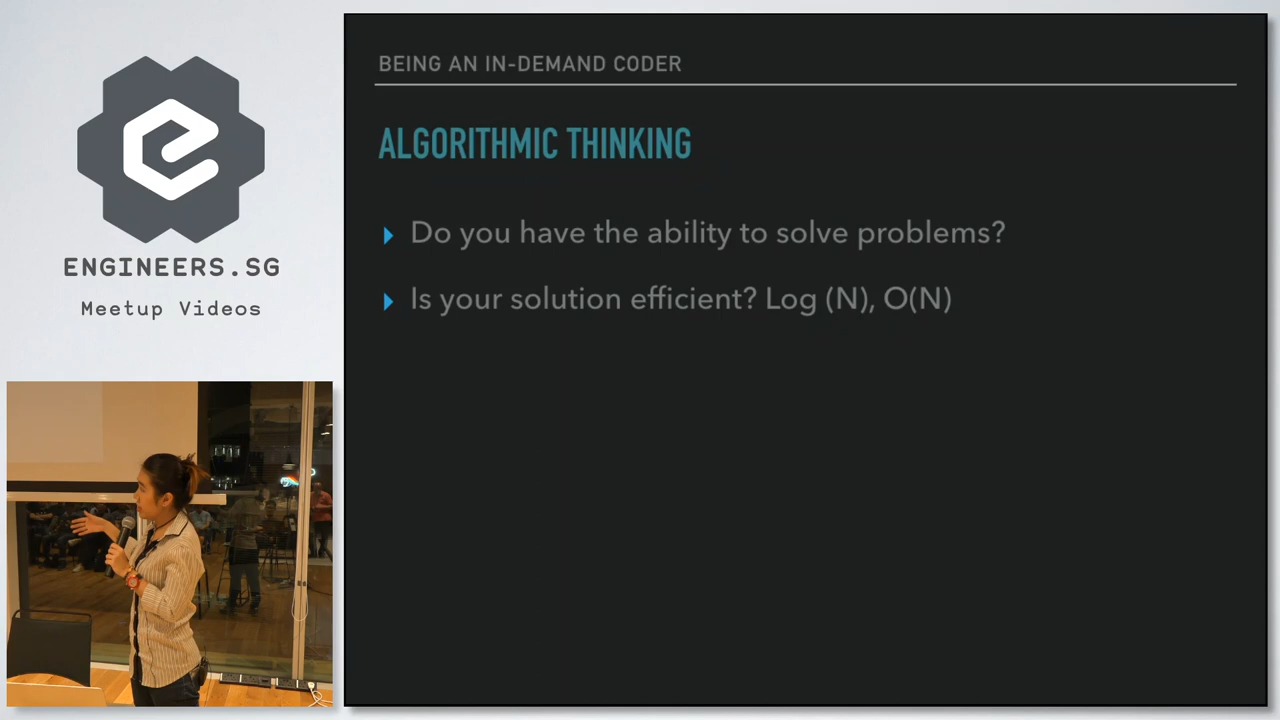 ENGINEERS.SG
Meetup Videos
BEING AN IN-DEMAND CODER
ALGORITHMIC THINKING
Do you have the ability to solve problems?
Is your solution efficient? Log (N), O(N)